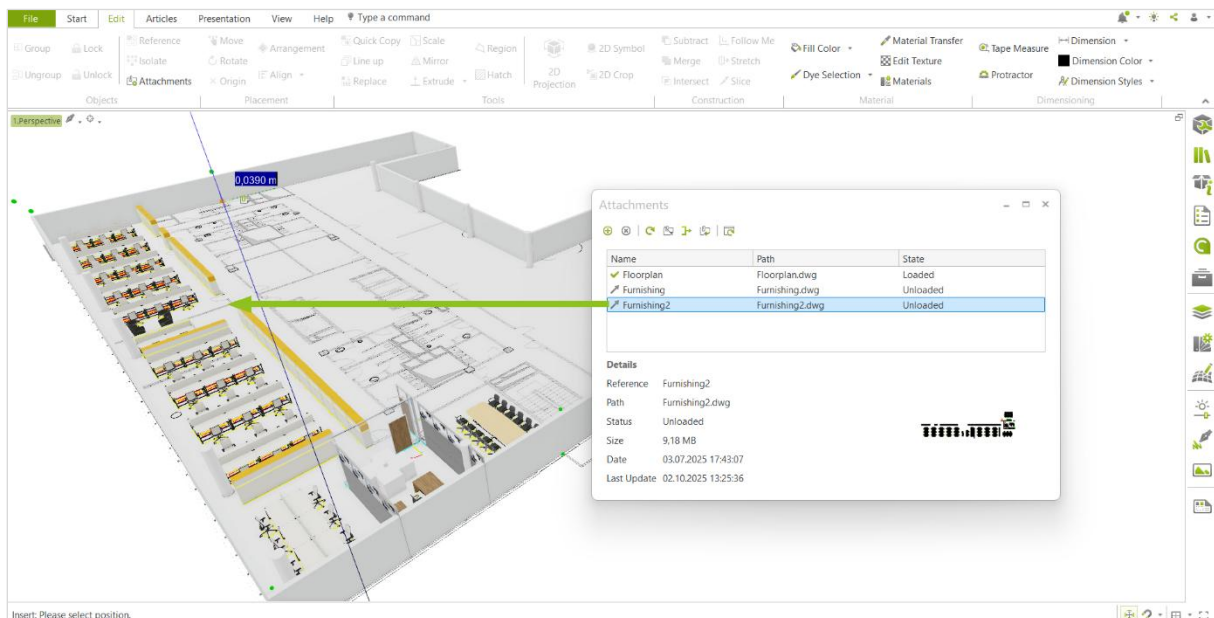 File Start Edit Articles Presentation View Help Type a command
Group Lock Reference Move Arrangement Quick Copy Scale Region 2D Symbol Subtract Follow Me Fill Color Material Transfer Tape Measure Dimension
Isolate Rotate Line up Mirror Merge Stretch Edit Texture Dimension Color
Ungroup Unlock Attachments Origin Align Replace Extrude Hatch 2D Projection 2D Crop Intersect Slice Dye Selection Materials Protractor Dimension Styles
Objects Placement Tools Construction Material Dimensioning
1.Perspective
0,0390 m
Attachments
Name Path State
Floorplan Floorplan.dwg Loaded
Furnishing Furnishing.dwg Unloaded
Furnishing2 Furnishing2.dwg Unloaded
Details
Reference Furnishing2
Path Furnishing2.dwg
Status Unloaded
Size 9,18 MB
Date 03.07.2025 17:43:07
Last Update 02.10.2025 13:25:36
Insert: Please select position.